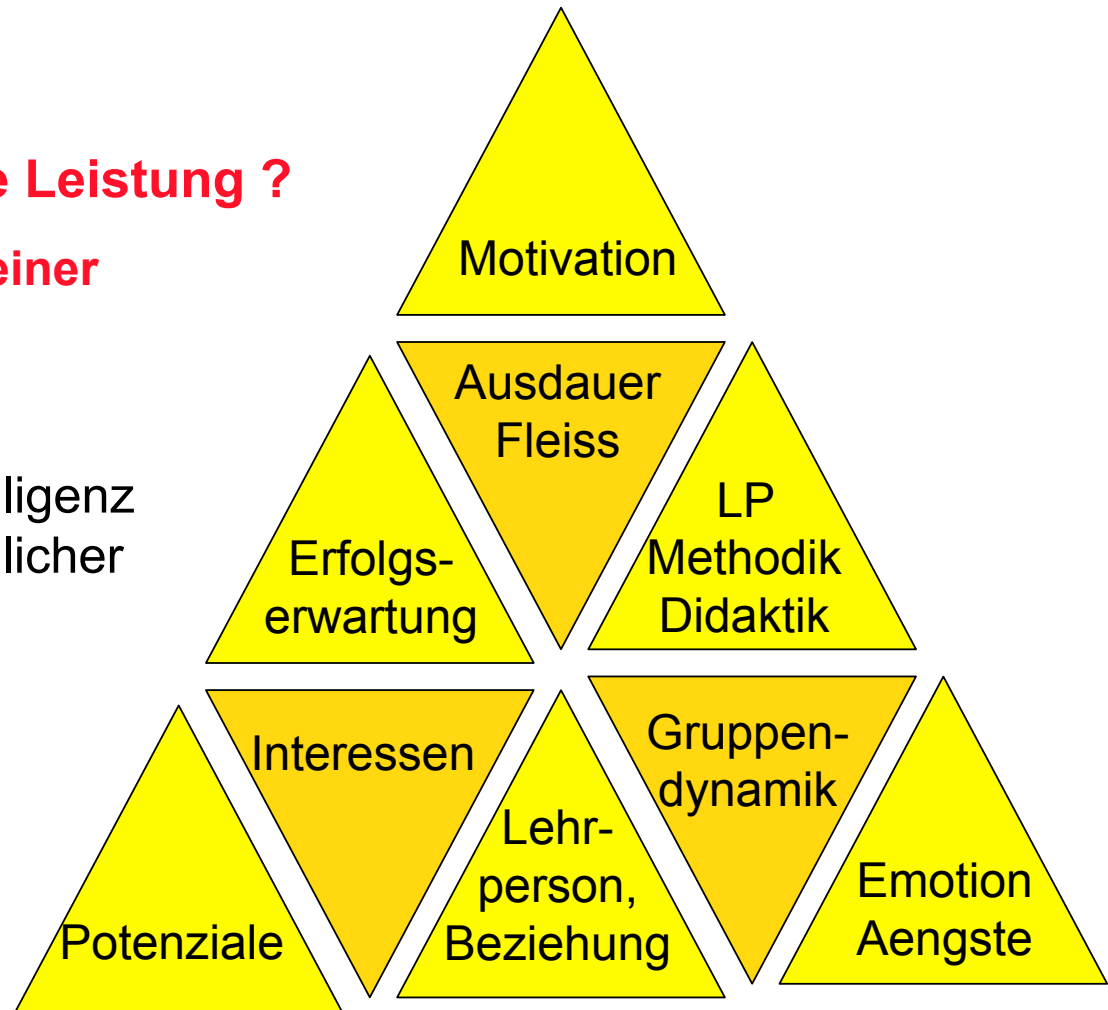 e Leistung ?
einer
ligenz
licher
Motivation
Ausdauer
Fleiss
Erfolgs-
erwartung
LP
Methodik
Didaktik
Potenziale
Interessen
Lehr-
person,
Beziehung
Gruppen-
dynamik
Emotion
Aengste